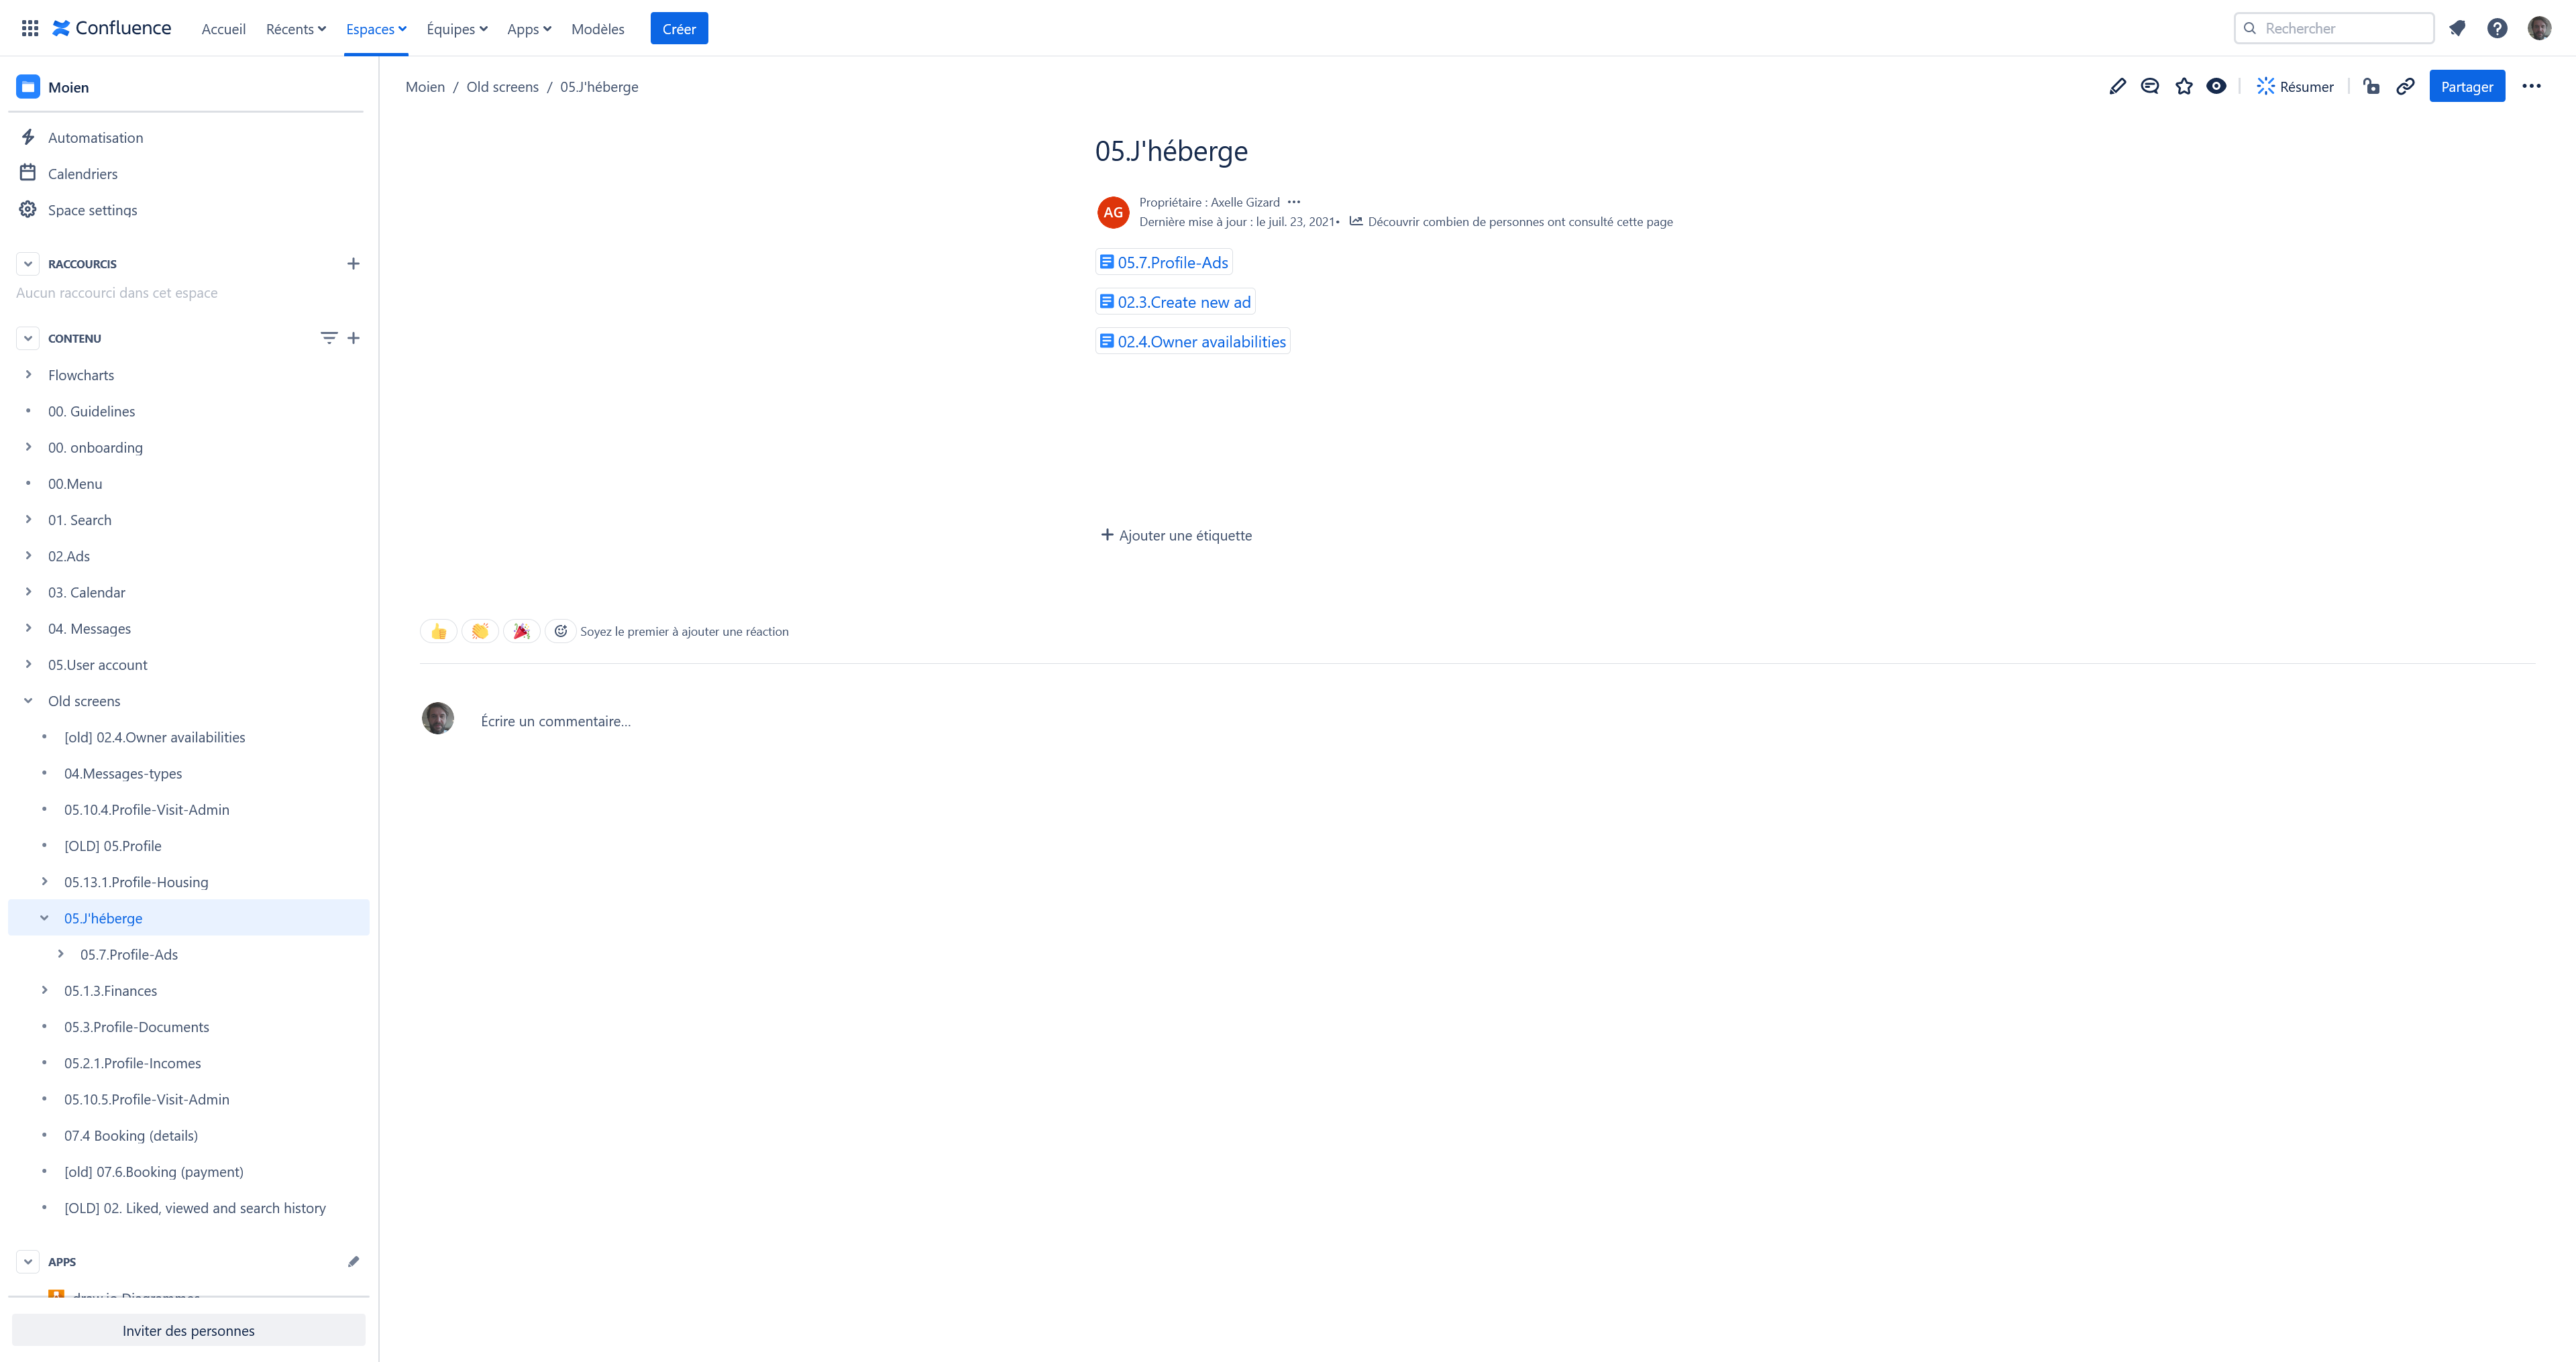 Confluence
Accueil
Récents
Espaces
Équipes
Apps
Modèles
Créer
Rechercher
Moien
Automatisation
Calendriers
Space settings
RACCOURCIS
Aucun raccourci dans cet espace
CONTENU
Flowcharts
00. Guidelines
00. onboarding
00.Menu
01. Search
02.Ads
03. Calendar
04. Messages
05.User account
Old screens
[old] 02.4.Owner availabilities
04.Messages-types
05.10.4.Profile-Visit-Admin
[OLD] 05.Profile
05.13.1.Profile-Housing
05.J'héberge
05.7.Profile-Ads
05.1.3.Finances
05.3.Profile-Documents
05.2.1.Profile-Incomes
05.10.5.Profile-Visit-Admin
07.4 Booking (details)
[old] 07.6.Booking (payment)
[OLD] 02. Liked, viewed and search history
APPS
draw.io Diagrammes
Inviter des personnes
Moien / Old screens / 05.J'héberge
Résumer
Partager
05.J'héberge
AG
Propriétaire : Axelle Gizard
Dernière mise à jour : le juil. 23, 2021• Découvrir combien de personnes ont consulté cette page
05.7.Profile-Ads
02.3.Create new ad
02.4.Owner availabilities
Ajouter une étiquette
Soyez le premier à ajouter une réaction
Écrire un commentaire...